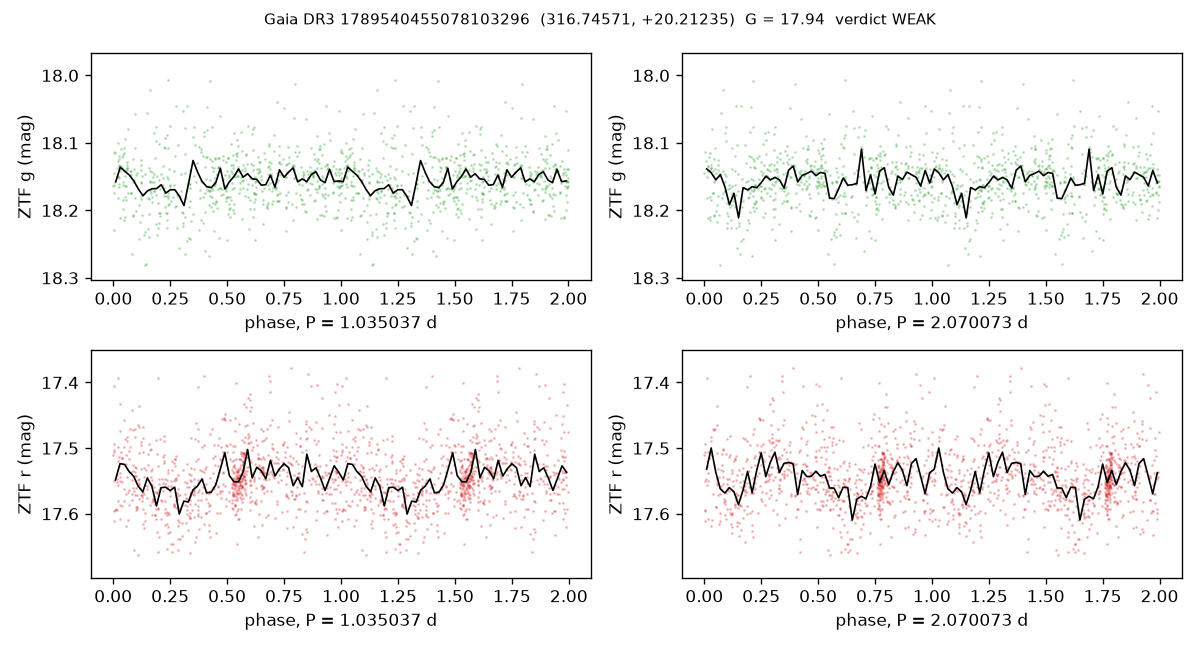 Gaia DR3 1789540455078103296  (316.74571, +20.21235)  G = 17.94  verdict WEAK
ZTF g (mag)
18.0
18.1
18.2
18.3
0.00 0.25 0.50 0.75 1.00 1.25 1.50 1.75 2.00
phase, P = 1.035037 d
ZTF g (mag)
18.0
18.1
18.2
18.3
0.00 0.25 0.50 0.75 1.00 1.25 1.50 1.75 2.00
phase, P = 2.070073 d
ZTF r (mag)
17.4
17.5
17.6
0.00 0.25 0.50 0.75 1.00 1.25 1.50 1.75 2.00
phase, P = 1.035037 d
ZTF r (mag)
17.4
17.5
17.6
0.00 0.25 0.50 0.75 1.00 1.25 1.50 1.75 2.00
phase, P = 2.070073 d